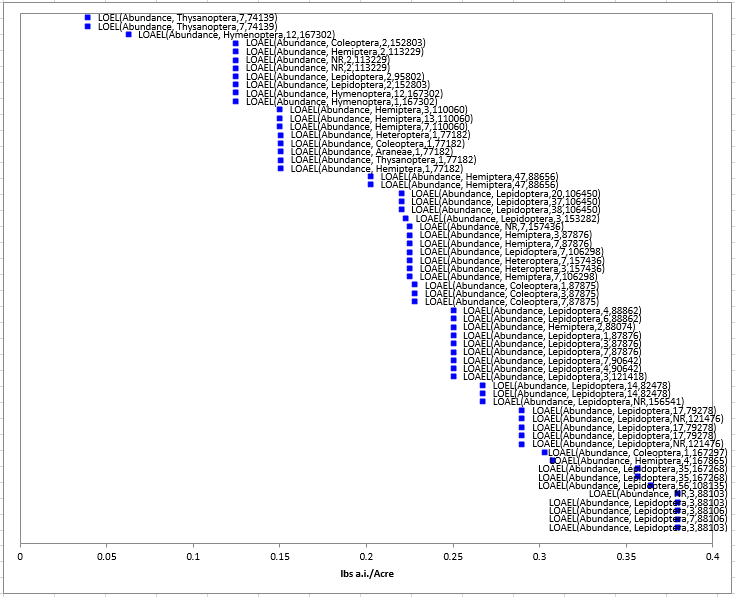 LOEL(Abundance, Thysanoptera,7,74139)
LOEL(Abundance, Thysanoptera,7,74139)
LOAEL(Abundance, Hymenoptera,12,167302)
LOAEL(Abundance, Coleoptera,2,152803)
LOAEL(Abundance, Hemiptera,2,113229)
LOAEL(Abundance, NR,2,113229)
LOAEL(Abundance, NR,2,113229)
LOAEL(Abundance, Lepidoptera,2,95802)
LOAEL(Abundance, Lepidoptera,2,152803)
LOAEL(Abundance, Hymenoptera,12,167302)
LOAEL(Abundance, Hymenoptera,1,167302)
LOAEL(Abundance, Hemiptera,3,110060)
LOAEL(Abundance, Hemiptera,13,110060)
LOAEL(Abundance, Hemiptera,7,110060)
LOAEL(Abundance, Heteroptera,1,77182)
LOAEL(Abundance, Coleoptera,1,77182)
LOAEL(Abundance, Araneae,1,77182)
LOAEL(Abundance, Thysanoptera,1,77182)
LOAEL(Abundance, Hemiptera,1,77182)
LOAEL(Abundance, Hemiptera,47,88656)
LOAEL(Abundance, Hemiptera,47,88656)
LOAEL(Abundance, Lepidoptera,20,106450)
LOAEL(Abundance, Lepidoptera,37,106450)
LOAEL(Abundance, Lepidoptera,38,106450)
LOAEL(Abundance, Lepidoptera,3,153282)
LOAEL(Abundance, NR,7,157436)
LOAEL(Abundance, Hemiptera,3,87876)
LOAEL(Abundance, Hemiptera,7,87876)
LOAEL(Abundance, Lepidoptera,7,106298)
LOAEL(Abundance, Heteroptera,7,157436)
LOAEL(Abundance, Heteroptera,3,157436)
LOAEL(Abundance, Hemiptera,7,106298)
LOAEL(Abundance, Coleoptera,1,87875)
LOAEL(Abundance, Coleoptera,3,87875)
LOAEL(Abundance, Coleoptera,7,87875)
LOAEL(Abundance, Lepidoptera,4,88862)
LOAEL(Abundance, Lepidoptera,6,88862)
LOAEL(Abundance, Hemiptera,2,88074)
LOAEL(Abundance, Lepidoptera,1,87876)
LOAEL(Abundance, Lepidoptera,3,87876)
LOAEL(Abundance, Lepidoptera,7,87876)
LOAEL(Abundance, Lepidoptera,7,90642)
LOAEL(Abundance, Lepidoptera,4,90642)
LOAEL(Abundance, Lepidoptera,3,121418)
LOEL(Abundance, Lepidoptera,14,82478)
LOEL(Abundance, Lepidoptera,14,82478)
LOAEL(Abundance, Lepidoptera,NR,156541)
LOAEL(Abundance, Lepidoptera,17,79278)
LOAEL(Abundance, Lepidoptera,NR,121476)
LOAEL(Abundance, Lepidoptera,17,79278)
LOAEL(Abundance, Lepidoptera,17,79278)
LOAEL(Abundance, Lepidoptera,NR,121476)
LOAEL(Abundance, Coleoptera,1,167297)
LOAEL(Abundance, Hemiptera,4,167865)
LOAEL(Abundance, Lepidoptera,35,167268)
LOAEL(Abundance, Lepidoptera,35,167268)
LOAEL(Abundance, Lepidoptera,56,108135)
LOAEL(Abundance, NR,3,88103)
LOAEL(Abundance, Lepidoptera,3,88103)
LOAEL(Abundance, Lepidoptera,3,88106)
LOAEL(Abundance, Lepidoptera,7,88106)
LOAEL(Abundance, Lepidoptera,3,88103)
0 0.05 0.1 0.15 0.2 0.25 0.3 0.35 0.4
lbs a.i./Acre